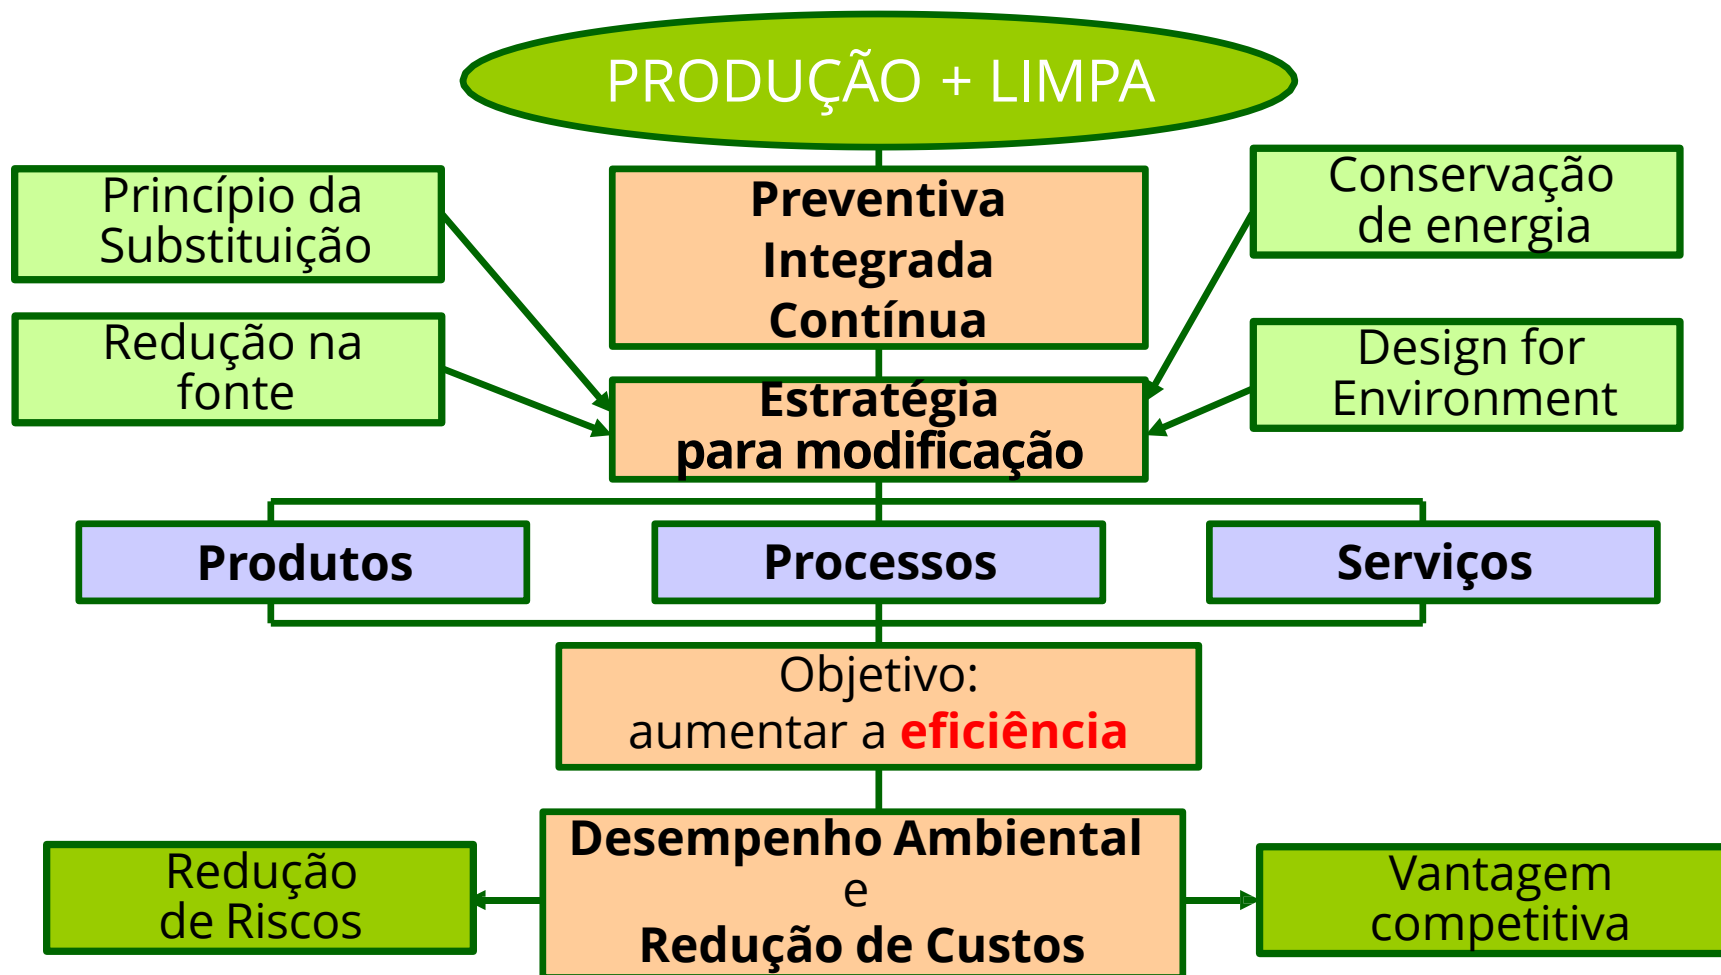 PRODUÇÃO + LIMPA
Princípio da
Substituição
Preventiva
Integrada
Contínua
Conservação
de energia
Redução na
fonte
Estratégia
para modificação
Design for
Environment
Produtos
Processos
Serviços
Objetivo:
aumentar a eficiência
Redução
de Riscos
Desempenho Ambiental
e
Redução de Custos
Vantagem
competitiva